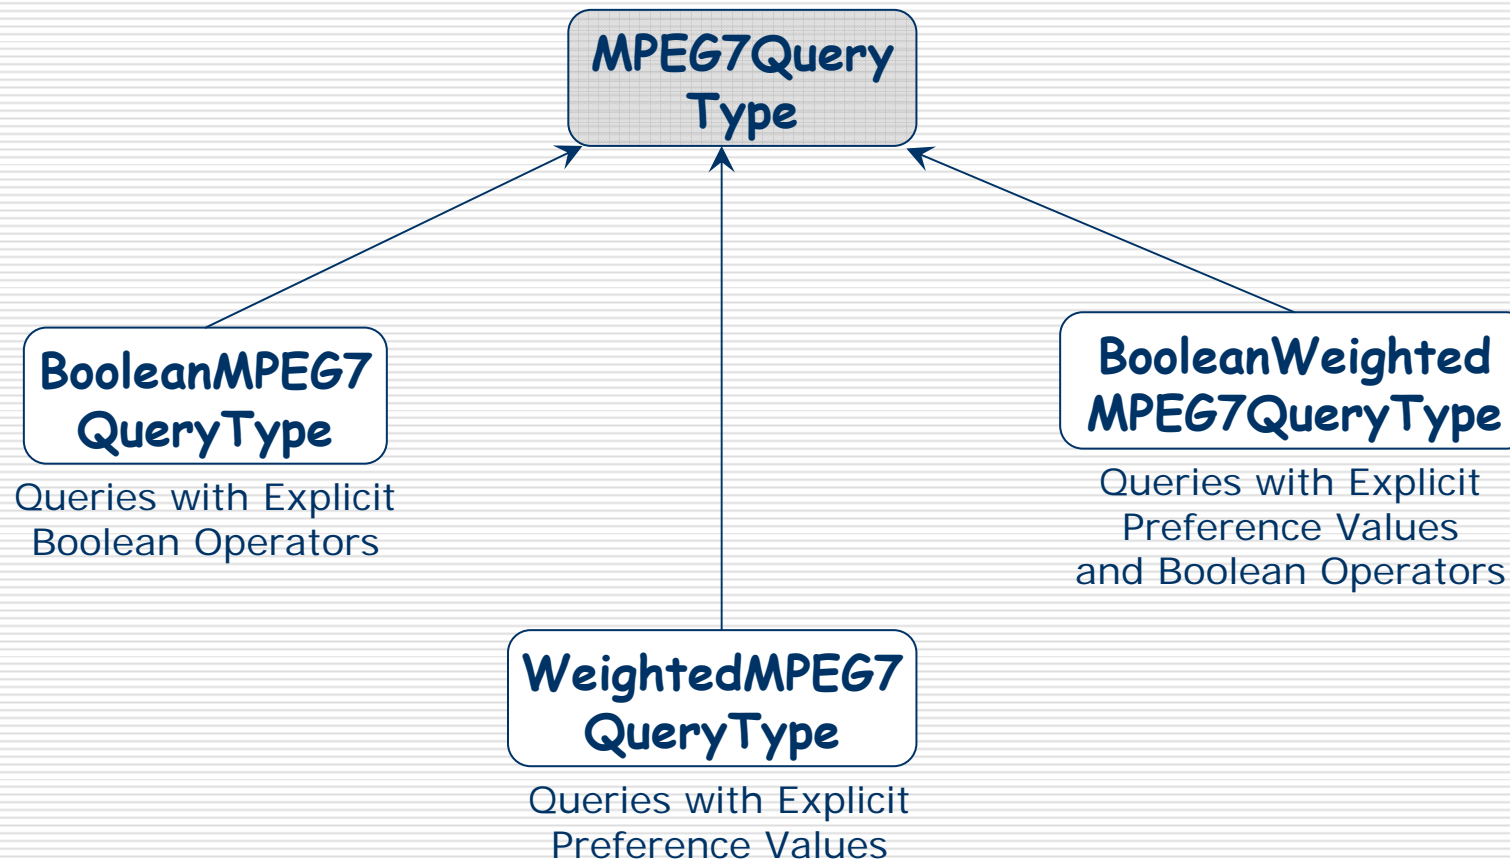 MPEG7Query
Type
BooleanMPEG7
QueryType
Queries with Explicit
Boolean Operators
BooleanWeighted
MPEG7QueryType
Queries with Explicit
Preference Values
and Boolean Operators
WeightedMPEG7
QueryType
Queries with Explicit
Preference Values